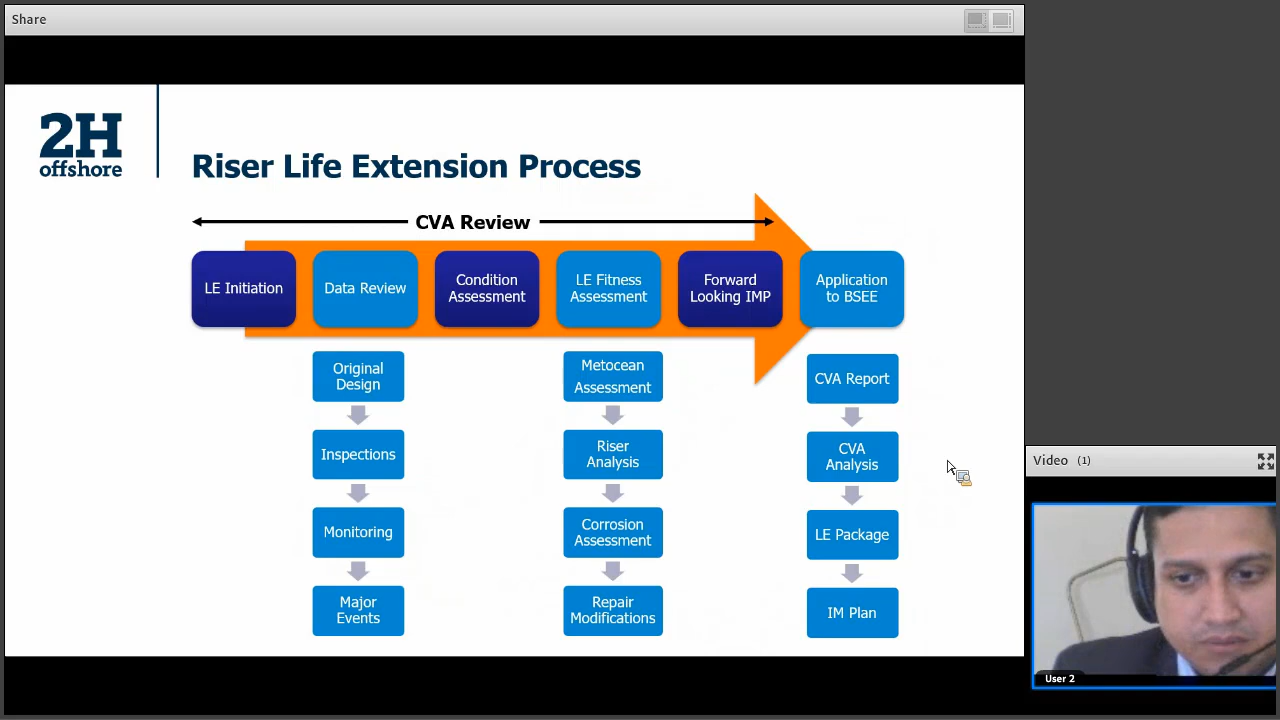 Share
2H
offshore
Riser Life Extension Process
CVA Review
LE Initiation
Data Review
Condition
Assessment
LE Fitness
Assessment
Forward
Looking IMP
Application
to BSEE
Original
Design
Inspections
Monitoring
Major
Events
Metocean
Assessment
Riser
Analysis
Corrosion
Assessment
Repair
Modifications
CVA Report
CVA
Analysis
LE Package
IM Plan
Video (1)
User 2